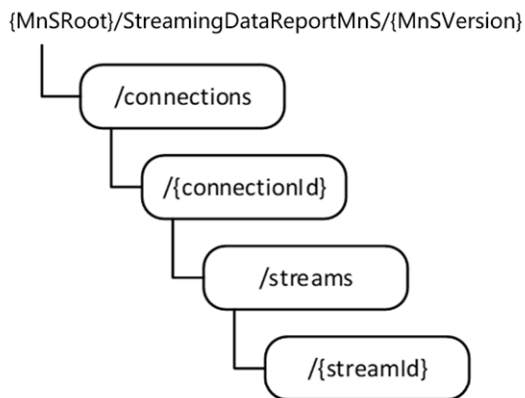 {MnSRoot}/StreamingDataReportMnS/{MnSVersion}
/connections
/{connectionId}
/streams
/{streamId}